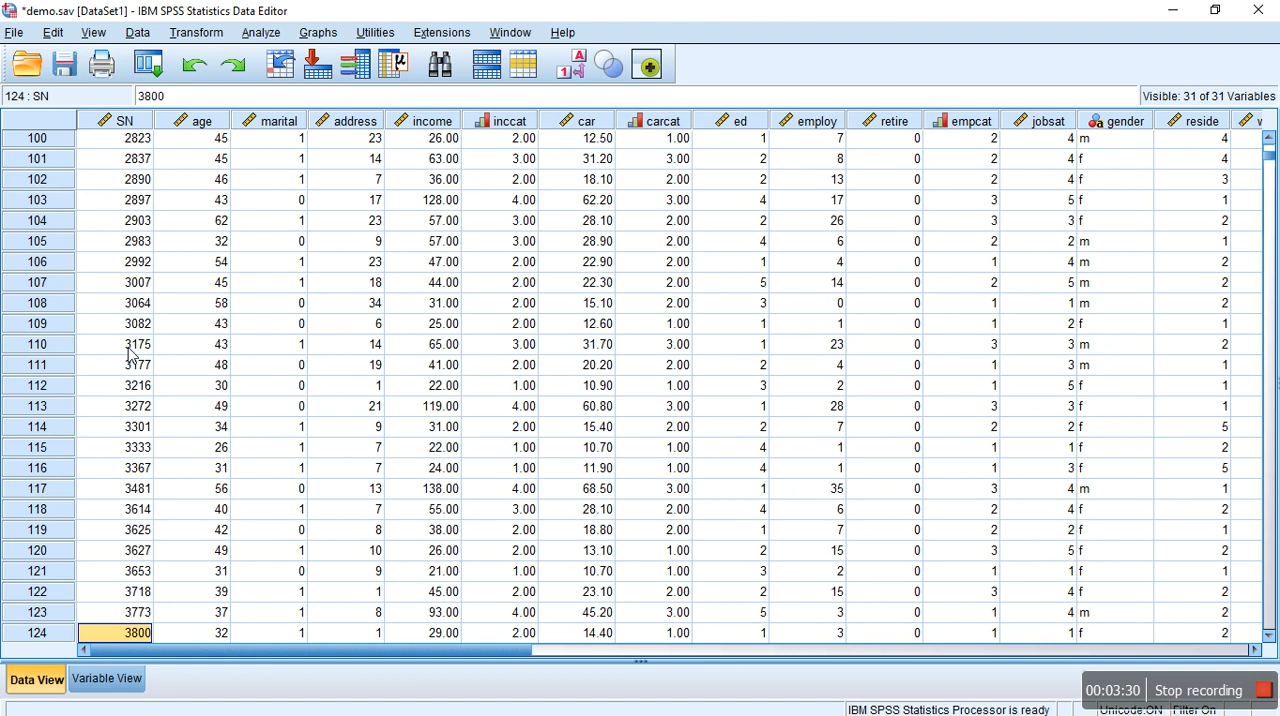 *demo.sav [DataSet1] - IBM SPSS Statistics Data Editor
File Edit View Data Transform Analyze Graphs Utilities Extensions Window Help
124 : SN 3800 Visible: 31 of 31 Variables
SN age marital address income inccat car carcat ed employ retire empcat jobsat gender reside
100 2823 45 1 23 26.00 2.00 12.50 1.00 1 7 0 2 4 m 4
101 2837 45 1 14 63.00 3.00 31.20 3.00 2 8 0 2 4 f 4
102 2890 46 1 7 36.00 2.00 18.10 2.00 2 13 0 2 4 f 3
103 2897 43 0 17 128.00 4.00 62.20 3.00 4 17 0 3 5 f 1
104 2903 62 1 23 57.00 3.00 28.10 2.00 2 26 0 3 3 f 2
105 2983 32 0 9 57.00 3.00 28.90 2.00 4 6 0 2 2 m 1
106 2992 54 1 23 47.00 2.00 22.90 2.00 1 4 0 1 4 m 2
107 3007 45 1 18 44.00 2.00 22.30 2.00 5 14 0 2 5 m 2
108 3064 58 0 34 31.00 2.00 15.10 2.00 3 0 0 1 1 m 2
109 3082 43 0 6 25.00 2.00 12.60 1.00 1 1 0 1 2 f 1
110 3175 43 1 14 65.00 3.00 31.70 3.00 1 23 0 3 3 m 2
111 3177 48 0 19 41.00 2.00 20.20 2.00 2 4 0 1 3 m 1
112 3216 30 0 1 22.00 1.00 10.90 1.00 3 2 0 1 5 f 1
113 3272 49 0 21 119.00 4.00 60.80 3.00 1 28 0 3 3 f 1
114 3301 34 1 9 31.00 2.00 15.40 2.00 2 7 0 2 2 f 5
115 3333 26 1 7 22.00 1.00 10.70 1.00 4 1 0 1 1 f 2
116 3367 31 1 7 24.00 1.00 11.90 1.00 4 1 0 1 3 f 5
117 3481 56 0 13 138.00 4.00 68.50 3.00 1 35 0 3 4 m 1
118 3614 40 1 7 55.00 3.00 28.10 2.00 4 6 0 2 4 f 2
119 3625 42 0 8 38.00 2.00 18.80 2.00 1 7 0 2 2 f 1
120 3627 49 1 10 26.00 2.00 13.10 1.00 2 15 0 3 5 f 2
121 3653 31 0 9 21.00 1.00 10.70 1.00 3 2 0 1 1 f 1
122 3718 39 1 1 45.00 2.00 23.10 2.00 2 15 0 3 4 f 2
123 3773 37 1 8 93.00 4.00 45.20 3.00 5 3 0 1 4 m 2
124 3800 32 1 1 29.00 2.00 14.40 1.00 1 3 0 1 1 f 2
Data View Variable View
00:03:30 Stop recording
IBM SPSS Statistics Processor is ready Unicode:ON Filter On